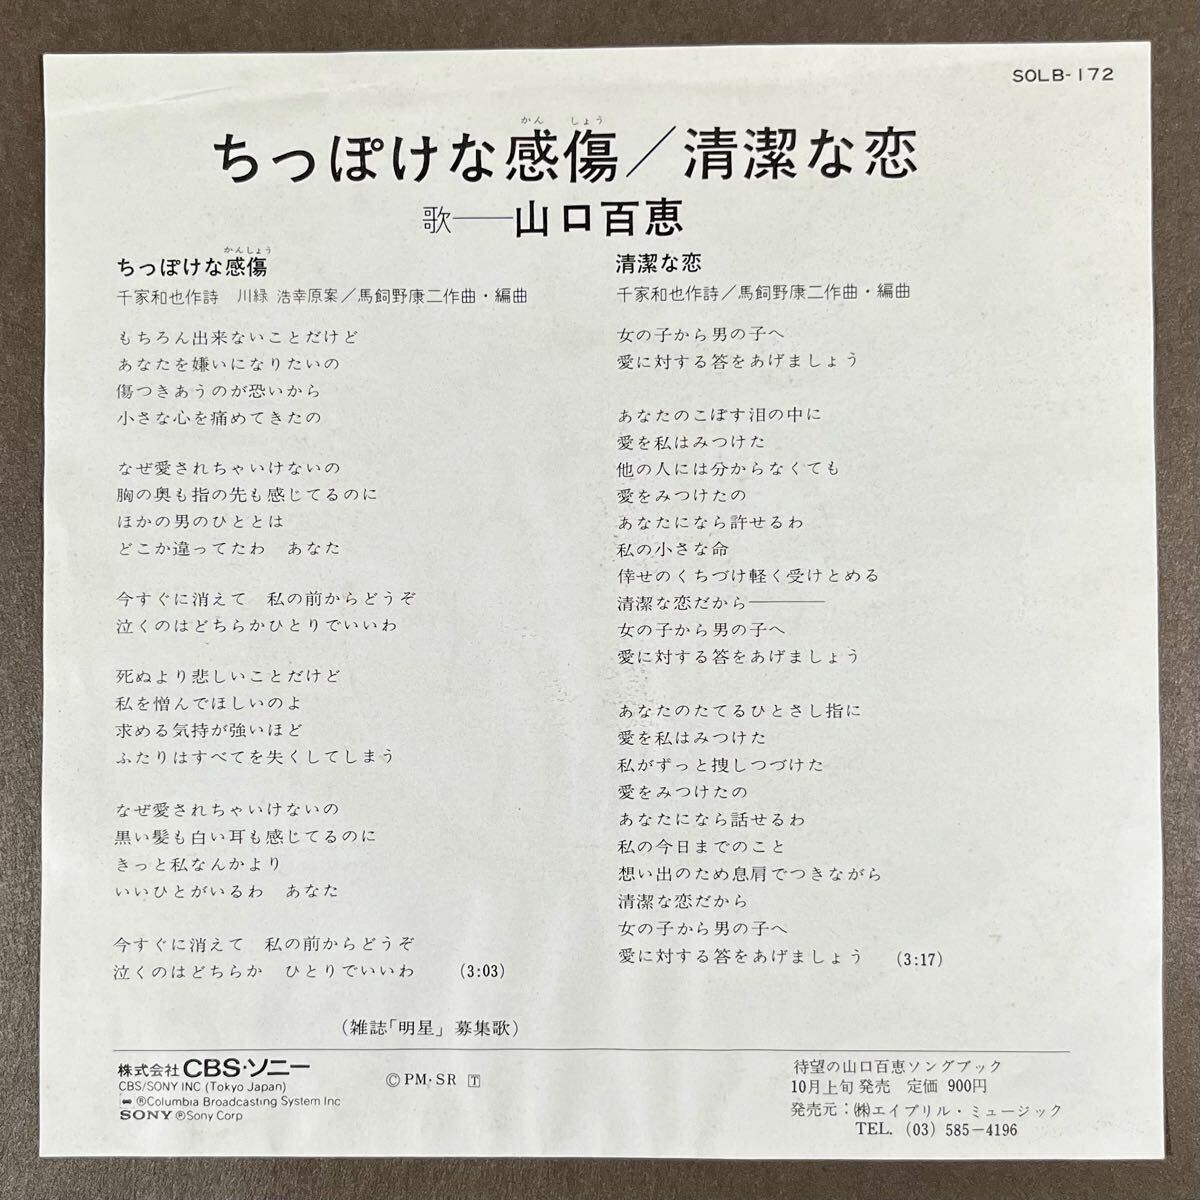 SOLB-172
かん しょう
ちっぽけな感傷／清潔な恋
歌──山口百恵
かんしょう
ちっぽけな感傷
千家和也作詩 川緑 浩幸原案／馬飼野康二作曲・編曲
もちろん出来ないことだけど
あなたを嫌いになりたいの
傷つきあうのが恐いから
小さな心を痛めてきたの
なぜ愛されちゃいけないの
胸の奥も指の先も感じてるのに
ほかの男のひととは
どこか違ってたわ あなた
今すぐに消えて 私の前からどうぞ
泣くのはどちらかひとりでいいわ
死ぬより悲しいことだけど
私を憎んでほしいのよ
求める気持が強いほど
ふたりはすべてを失くしてしまう
なぜ愛されちゃいけないの
黒い髪も白い耳も感じてるのに
きっと私なんかより
いいひとがいるわ あなた
今すぐに消えて 私の前からどうぞ
泣くのはどちらか ひとりでいいわ (3:03)
(雑誌「明星」募集歌)
清潔な恋
千家和也作詩／馬飼野康二作曲・編曲
女の子から男の子へ
愛に対する答をあげましょう
あなたのこぼす泪の中に
愛を私はみつけた
他の人には分からなくても
愛をみつけたの
あなたになら許せるわ
私の小さな命
倖せのくちづけ軽く受けとめる
清潔な恋だから────
女の子から男の子へ
愛に対する答をあげましょう
あなたのたてるひとさし指に
愛を私はみつけた
私がずっと捜しつづけた
愛をみつけたの
あなたになら話せるわ
私の今日までのこと
想い出のため息肩でつきながら
清潔な恋だから
女の子から男の子へ
愛に対する答をあげましょう (3:17)
株式会社 CBS・ソニー
CBS/SONY INC (Tokyo Japan)
®Columbia Broadcasting System Inc
SONY ®Sony Corp
©PM・SR T
待望の山口百恵ソングブック
10月上旬 発売 定価 900円
発売元：㈱エイプリル・ミュージック
TEL. (03) 585－4196